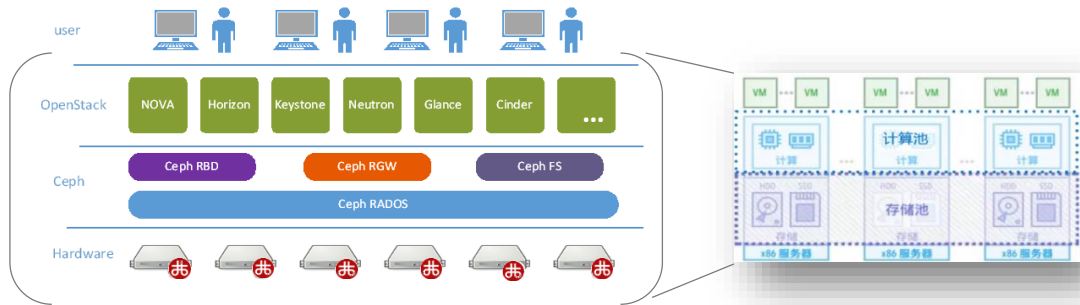 user
OpenStack
NOVA
Horizon
Keystone
Neutron
Glance
Cinder
...
Ceph
Ceph RBD
Ceph RGW
Ceph FS
Ceph RADOS
Hardware
VM
VM
VM
VM
VM
VM
计算池
计算
计算
计算
...
...
HDD
SSD
HDD
SSD
HDD
SSD
存储池
存储
存储
存储
x86 服务器
x86 服务器
x86 服务器